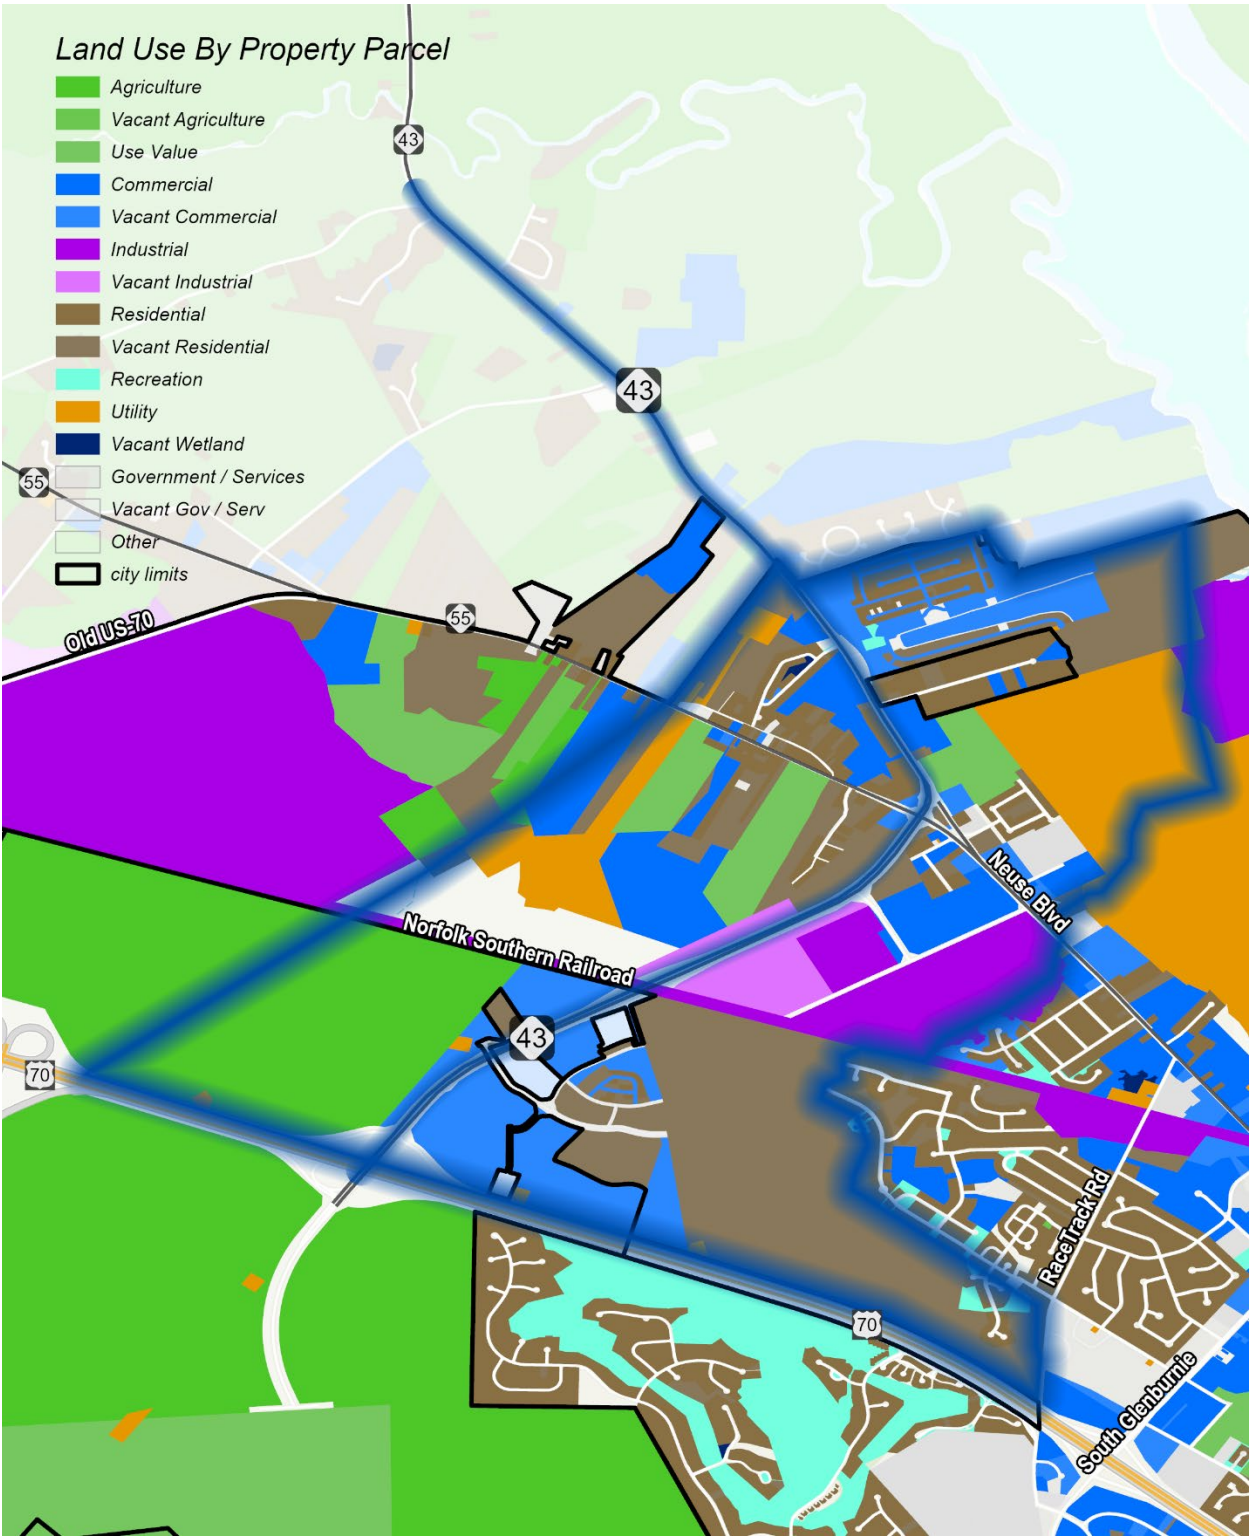 Land Use By Property Parcel
Agriculture
Vacant Agriculture
Use Value
Commercial
Vacant Commercial
Industrial
Vacant Industrial
Residential
Vacant Residential
Recreation
Utility
Vacant Wetland
Government / Services
Vacant Gov / Serv
Other
city limits
43
43
55
55
Old US-70
Neuse Blvd
Norfolk Southern Railroad
43
70
RaceTrack Rd
70
South Glenburnie